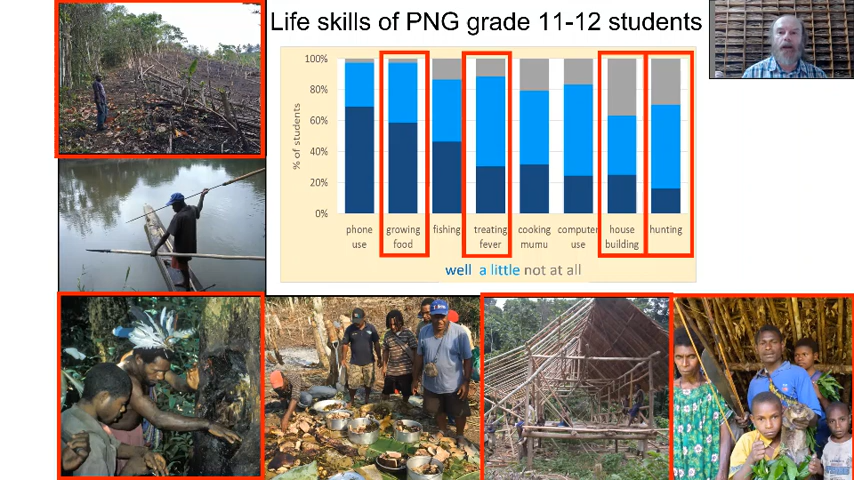 Life skills of PNG grade 11-12 students
% of students
100%
80%
60%
40%
20%
0%
phone use
growing food
fishing
treating fever
cooking mumu
computer use
house building
hunting
well a little not at all